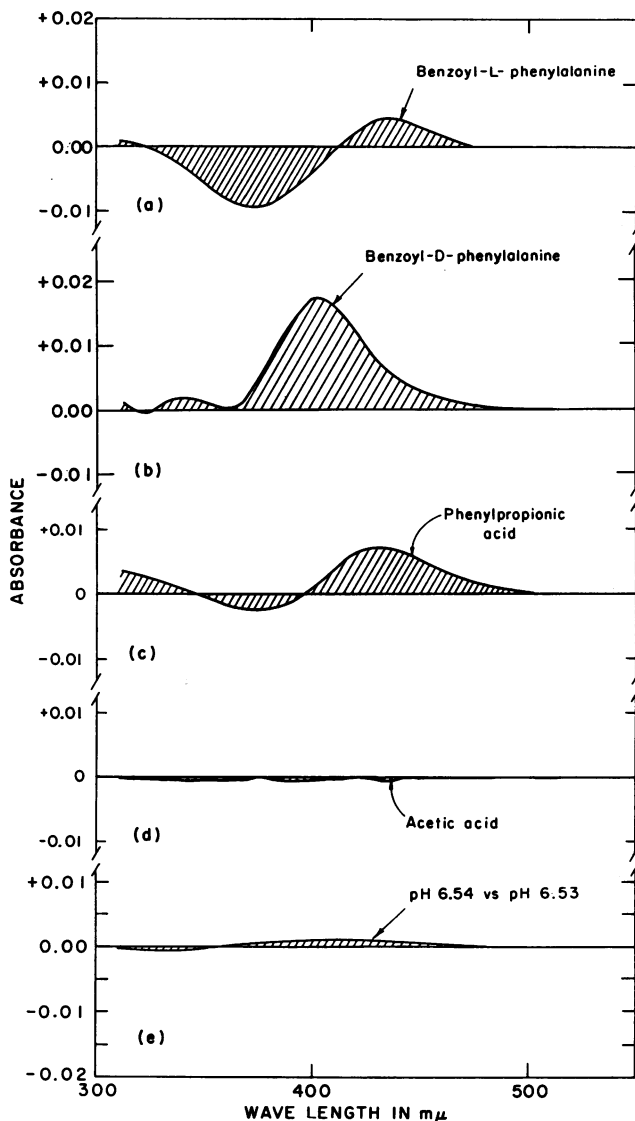 +0.02
+0.01
0.00
-0.01
Benzoyl-L-phenylalanine
(a)
+0.02
+0.01
0.00
-0.01
Benzoyl-D-phenylalanine
(b)
+0.01
0
-0.01
Phenylpropionic
acid
(c)
+0.01
0
-0.01
Acetic acid
(d)
+0.01
0.00
-0.01
-0.02
pH 6.54 vs pH 6.53
(e)
ABSORBANCE
300
400
500
WAVE LENGTH IN mμ